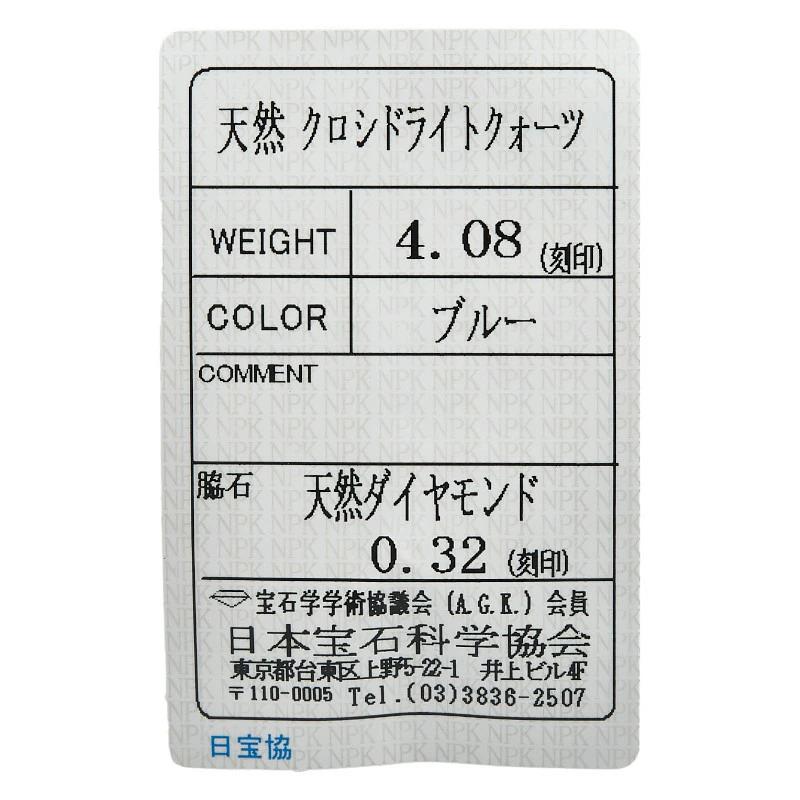 天然 クロシドライトクォーツ
WEIGHT 4.08 (刻印)
COLOR ブルー
COMMENT
脇石 天然ダイヤモンド
0.32 (刻印)
宝石学学術協議会 (A.G.K.) 会員
日本宝石科学協会
東京都台東区上野5-22-1 井上ビル4F
〒110-0005 Tel.(03)3836-2507
日宝協